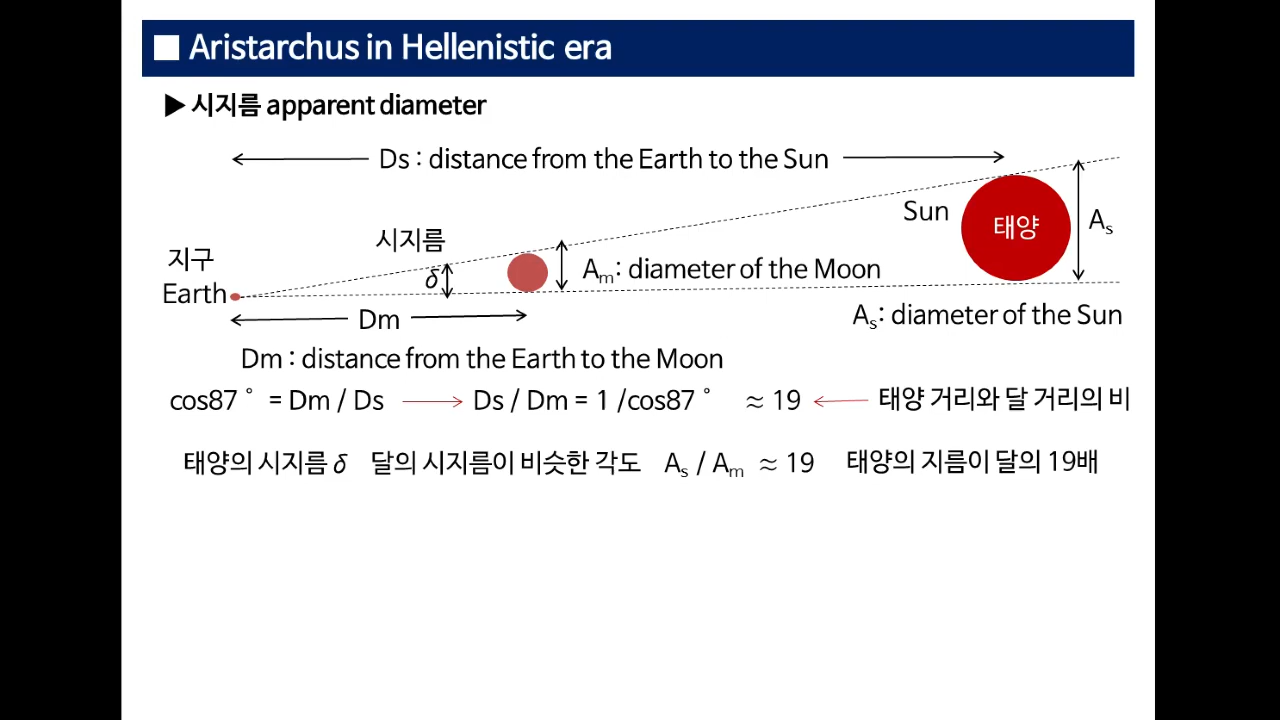 ■ Aristarchus in Hellenistic era
▶ 시지름 apparent diameter
Ds : distance from the Earth to the Sun
Sun
태양
As
시지름
δ
지구
Earth
Am: diameter of the Moon
Dm
As: diameter of the Sun
Dm : distance from the Earth to the Moon
cos87 ° = Dm / Ds → Ds / Dm = 1 /cos87 ° ≈ 19 ← 태양 거리와 달 거리의 비
태양의 시지름 δ 달의 시지름이 비슷한 각도 As / Am ≈ 19 태양의 지름이 달의 19배